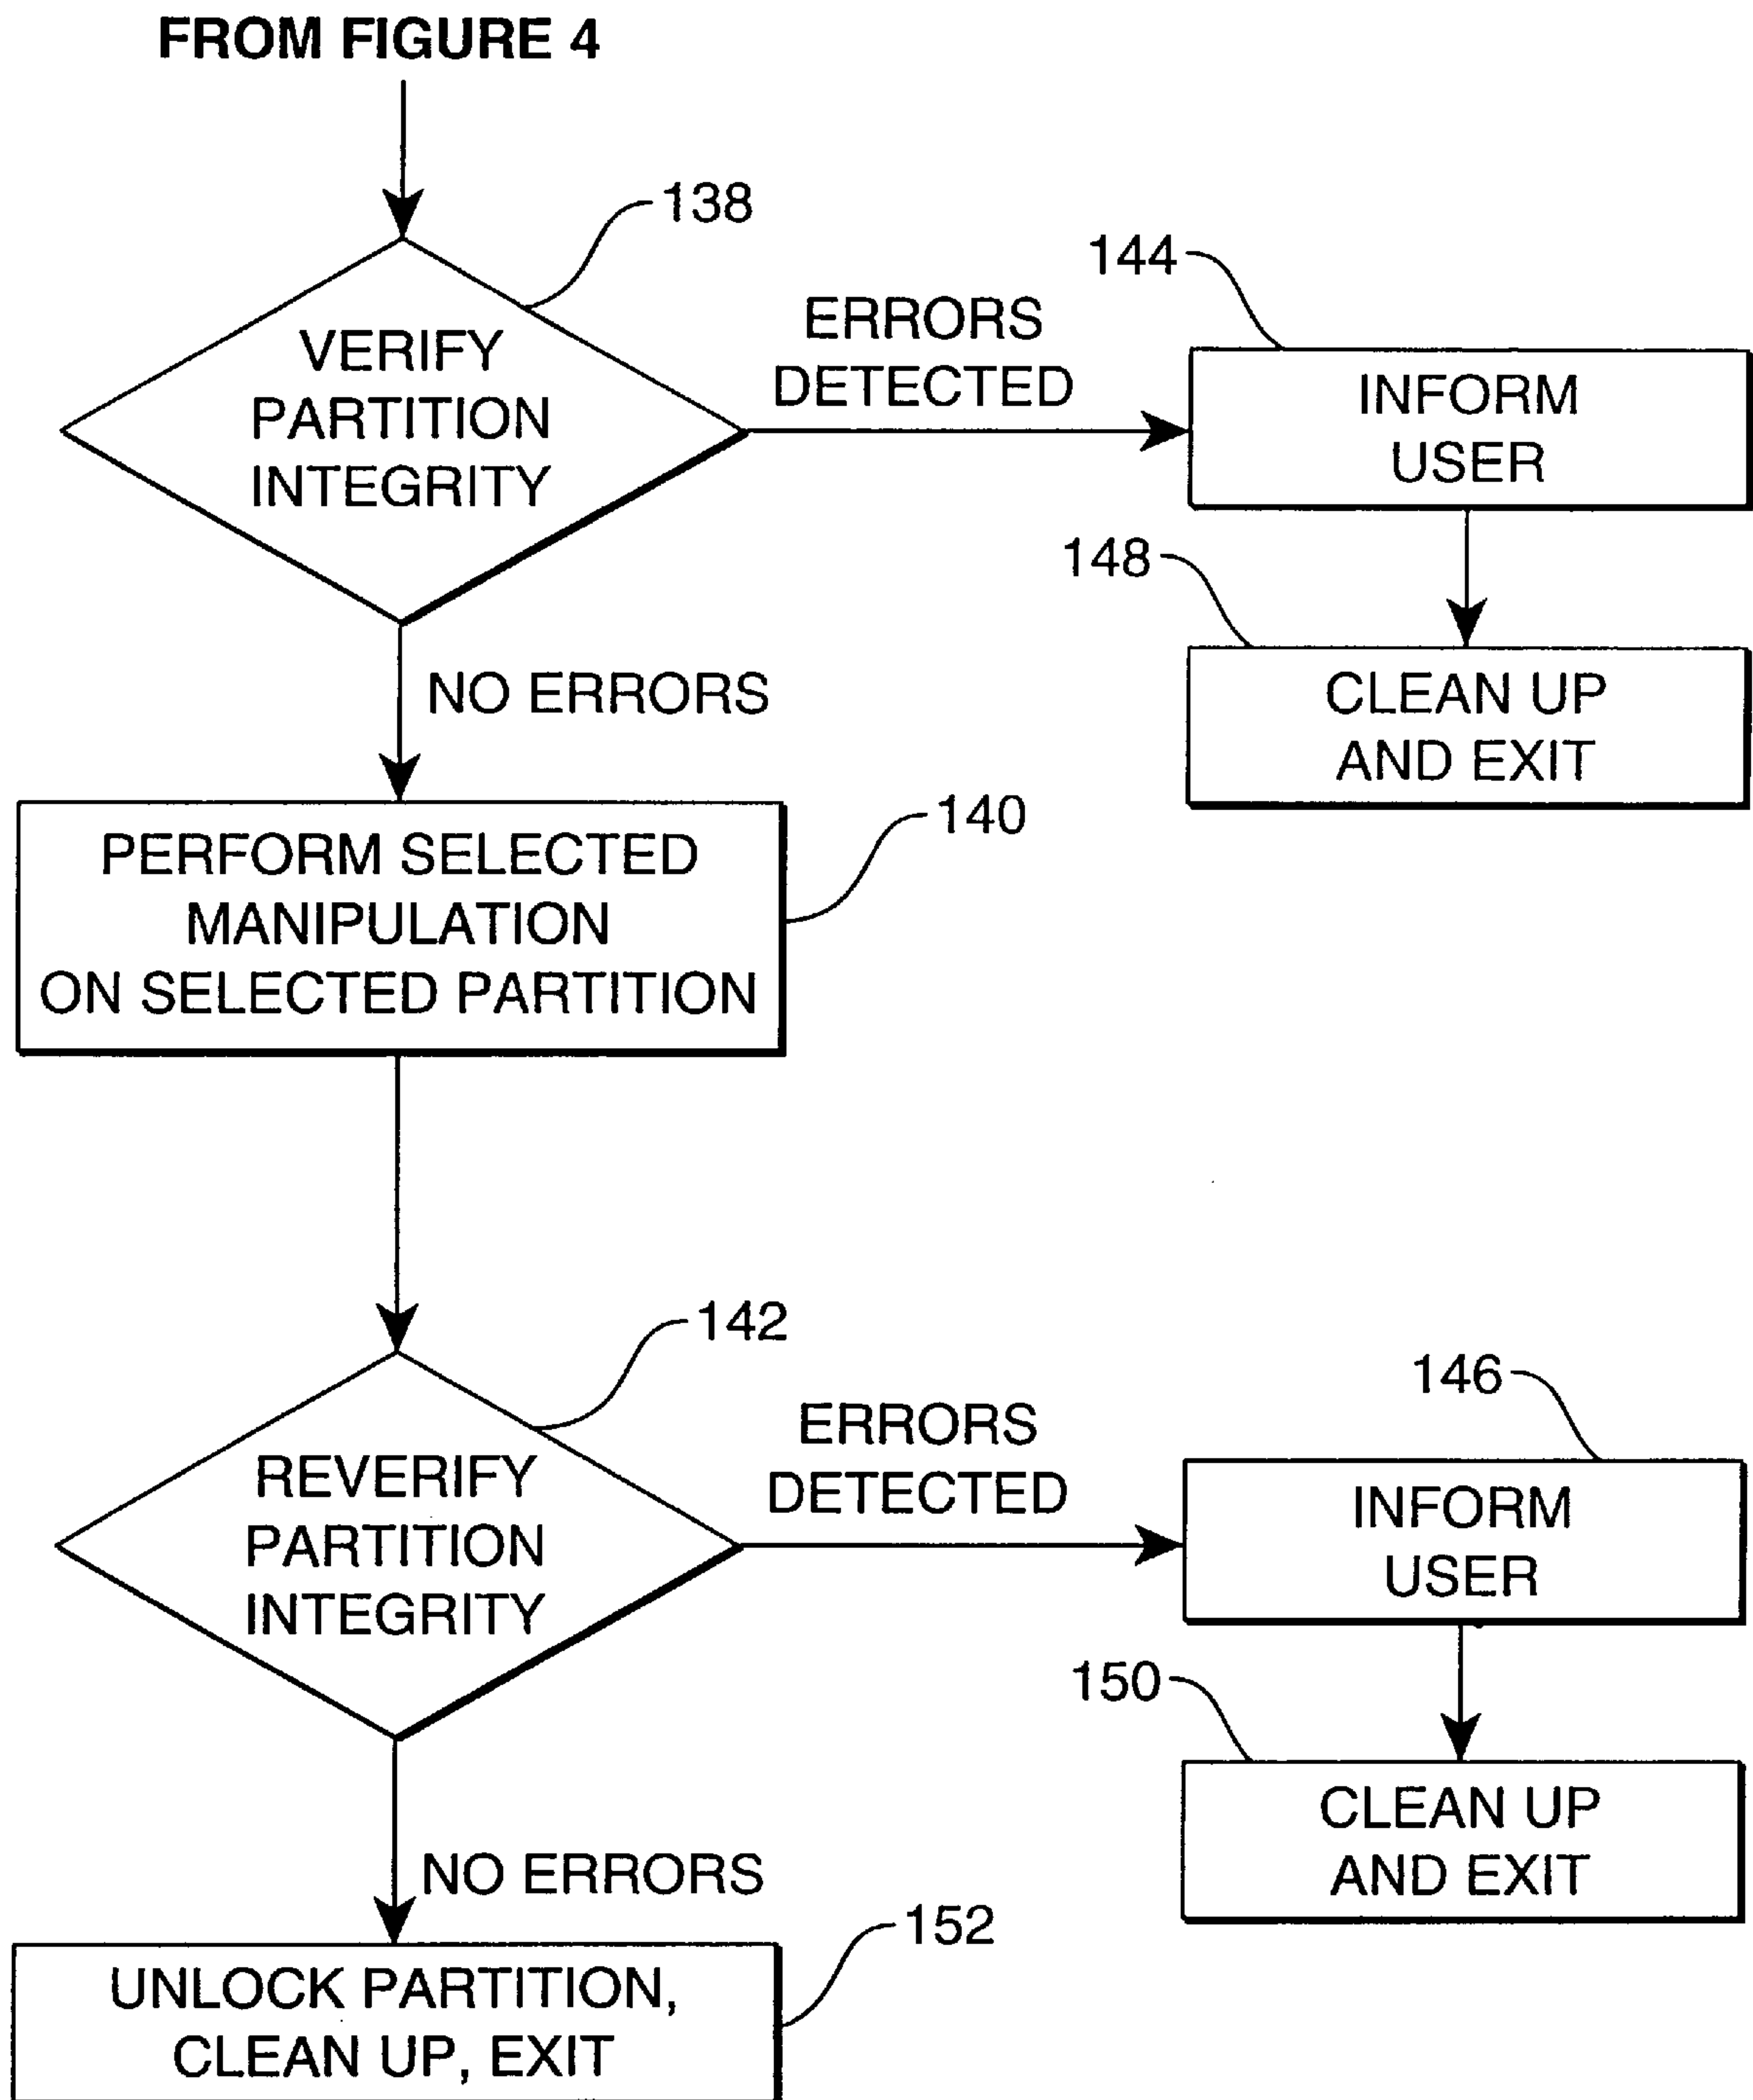 FROM FIGURE 4
138
VERIFY
PARTITION
INTEGRITY
ERRORS
DETECTED
144
INFORM
USER
148
CLEAN UP
AND EXIT
NO ERRORS
140
PERFORM SELECTED
MANIPULATION
ON SELECTED PARTITION
142
REVERIFY
PARTITION
INTEGRITY
ERRORS
DETECTED
146
INFORM
USER
150
CLEAN UP
AND EXIT
NO ERRORS
152
UNLOCK PARTITION,
CLEAN UP, EXIT